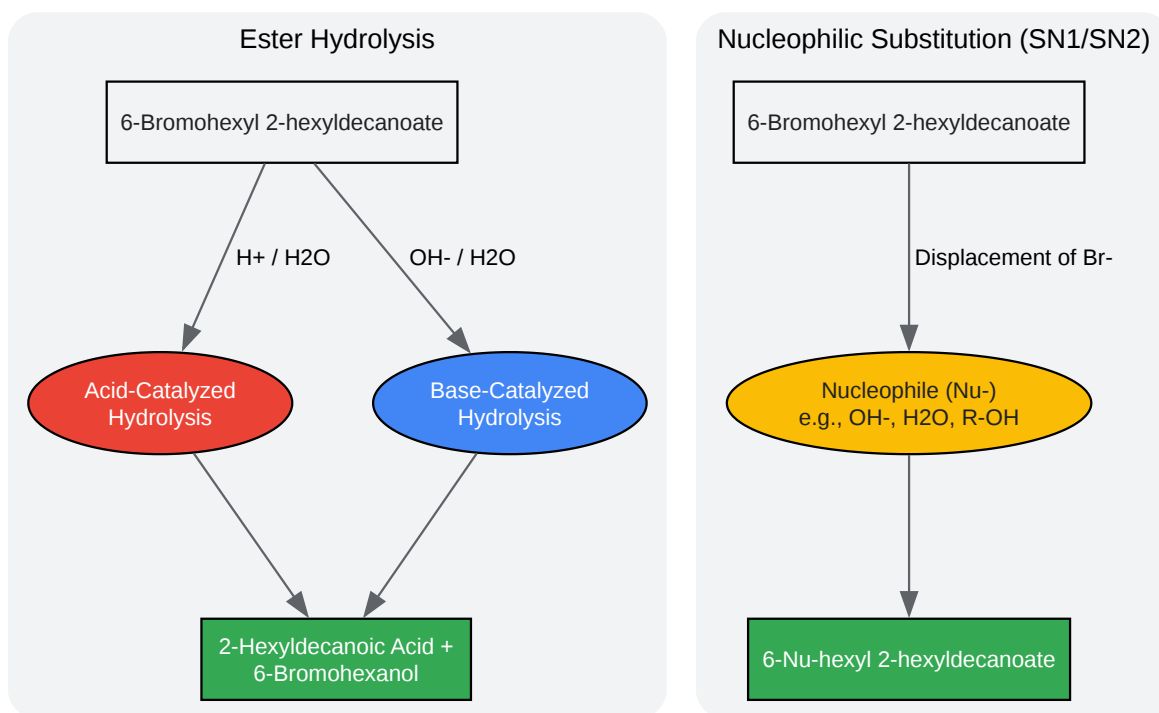 Ester Hydrolysis
6-Bromohexyl 2-hexyldecanoate
H+ / H2O
OH- / H2O
Acid-Catalyzed
Hydrolysis
Base-Catalyzed
Hydrolysis
2-Hexyldecanoic Acid +
6-Bromohexanol
Nucleophilic Substitution (SN1/SN2)
6-Bromohexyl 2-hexyldecanoate
Displacement of Br-
Nucleophile (Nu-)
e.g., OH-, H2O, R-OH
6-Nu-hexyl 2-hexyldecanoate